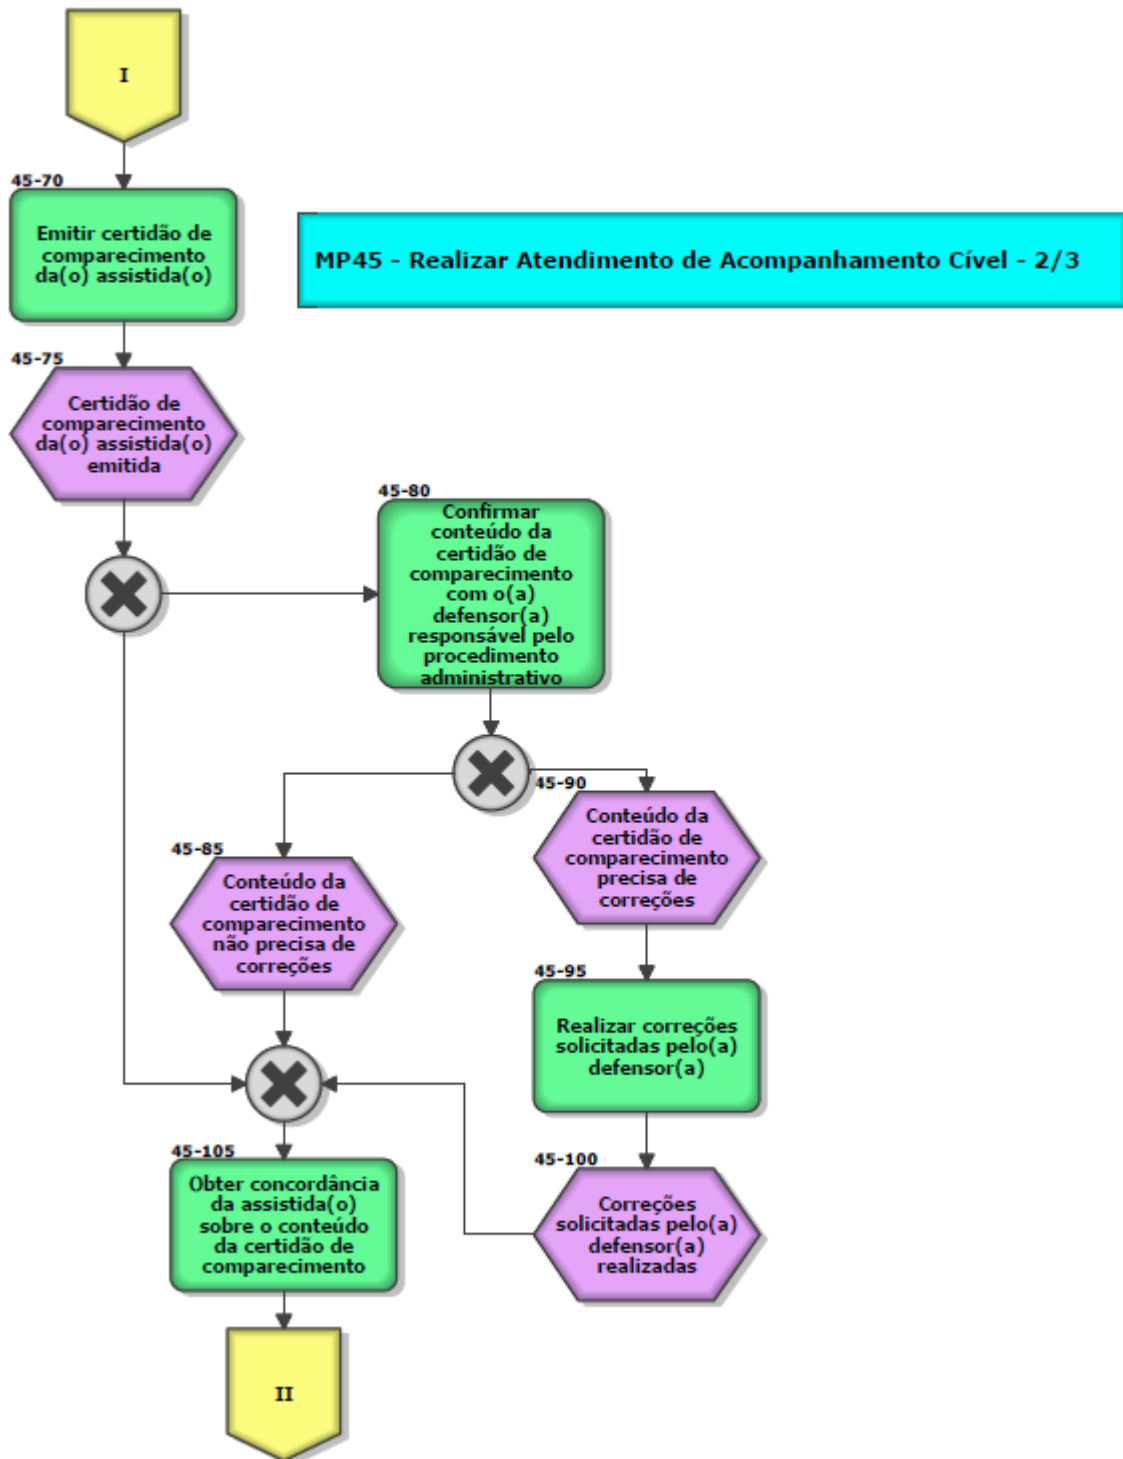 I
45-70
Emitir certidão de
comparecimento
da(o) assistida(o)
MP45 - Realizar Atendimento de Acompanhamento Cível - 2/3
45-75
Certidão de
comparecimento
da(o) assistida(o)
emitida
45-80
Confirmar
conteúdo da
certidão de
comparecimento
com o(a)
defensor(a)
responsável pelo
procedimento
administrativo
45-90
Conteúdo da
certidão de
comparecimento
precisa de
correções
45-85
Conteúdo da
certidão de
comparecimento
não precisa de
correções
45-95
Realizar correções
solicitadas pelo(a)
defensor(a)
45-105
Obter concordância
da assistida(o)
sobre o conteúdo
da certidão de
comparecimento
45-100
Correções
solicitadas pelo(a)
defensor(a)
realizadas
II